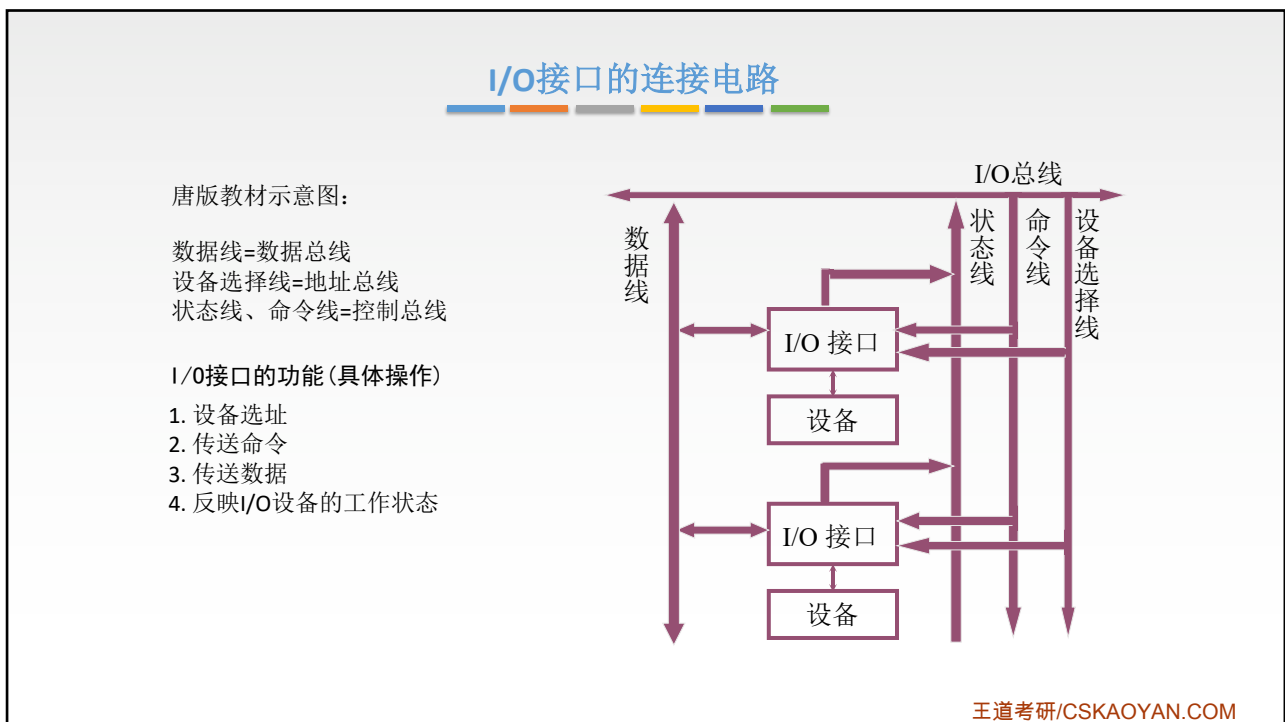 I/O接口的连接电路
唐版教材示意图：
数据线=数据总线
设备选择线=地址总线
状态线、命令线=控制总线
I/O接口的功能(具体操作)
1. 设备选址
2. 传送命令
3. 传送数据
4. 反映I/O设备的工作状态
I/O总线
数据线
状态线
命令线
设备选择线
I/O 接口
设备
I/O 接口
设备
王道考研/CSKAOYAN.COM